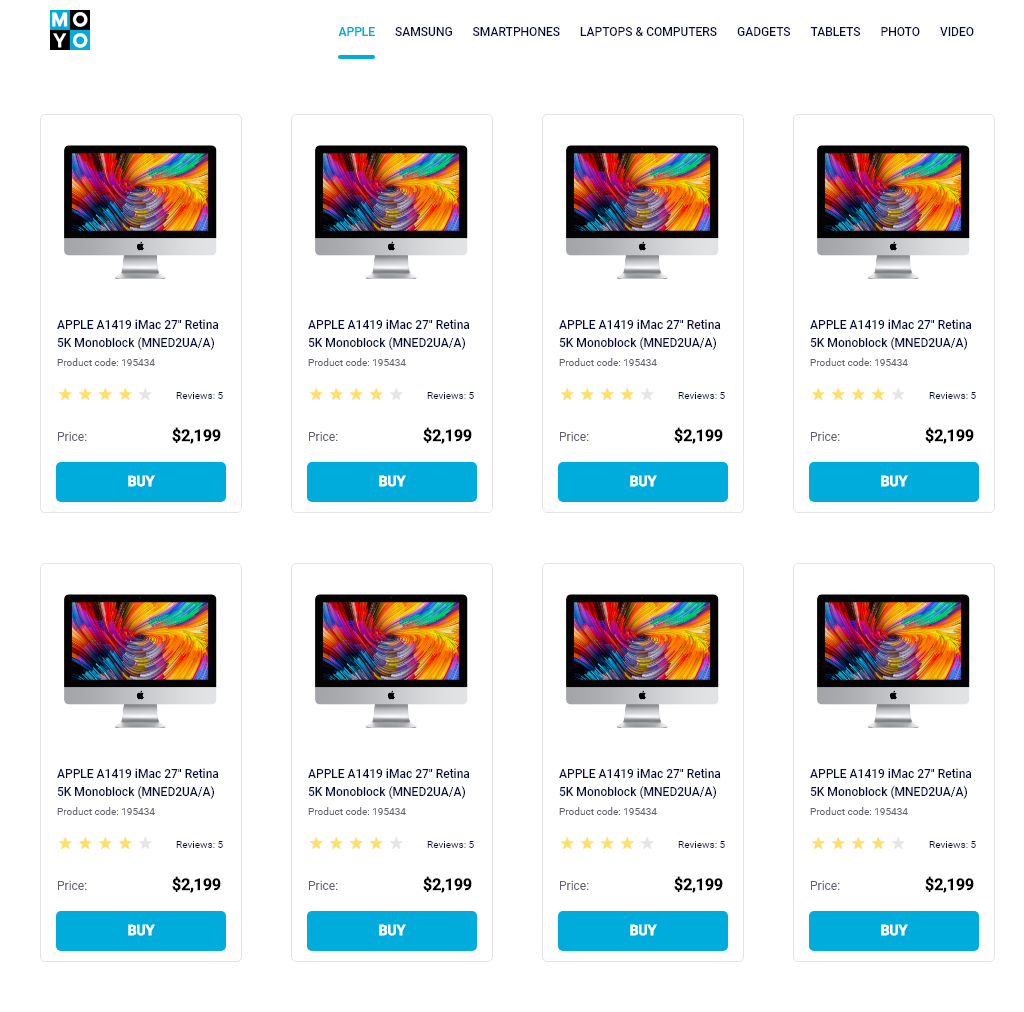 MO
YO
APPLE SAMSUNG SMARTPHONES LAPTOPS & COMPUTERS GADGETS TABLETS PHOTO VIDEO
APPLE A1419 iMac 27" Retina
5K Monoblock (MNED2UA/A)
Product code: 195434
Reviews: 5
Price: $2,199
BUY
APPLE A1419 iMac 27" Retina
5K Monoblock (MNED2UA/A)
Product code: 195434
Reviews: 5
Price: $2,199
BUY
APPLE A1419 iMac 27" Retina
5K Monoblock (MNED2UA/A)
Product code: 195434
Reviews: 5
Price: $2,199
BUY
APPLE A1419 iMac 27" Retina
5K Monoblock (MNED2UA/A)
Product code: 195434
Reviews: 5
Price: $2,199
BUY
APPLE A1419 iMac 27" Retina
5K Monoblock (MNED2UA/A)
Product code: 195434
Reviews: 5
Price: $2,199
BUY
APPLE A1419 iMac 27" Retina
5K Monoblock (MNED2UA/A)
Product code: 195434
Reviews: 5
Price: $2,199
BUY
APPLE A1419 iMac 27" Retina
5K Monoblock (MNED2UA/A)
Product code: 195434
Reviews: 5
Price: $2,199
BUY
APPLE A1419 iMac 27" Retina
5K Monoblock (MNED2UA/A)
Product code: 195434
Reviews: 5
Price: $2,199
BUY